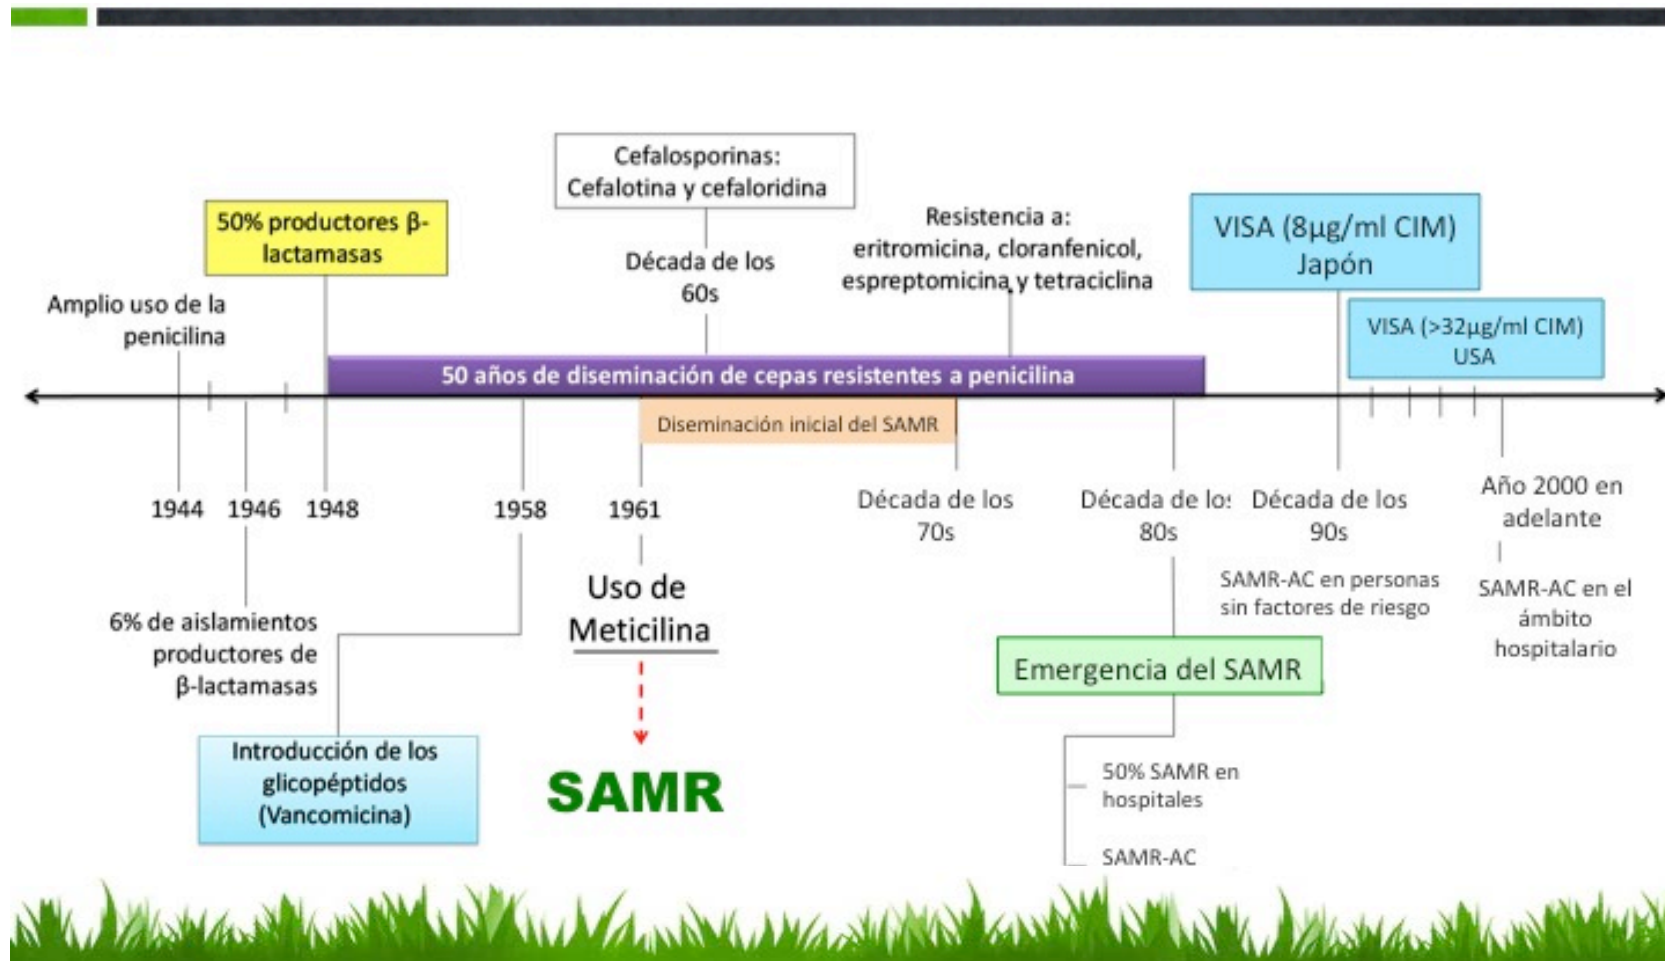 Cefalosporinas:
Cefalotina y cefaloridina
50% productores β-
lactamasas
Década de los
60s
Resistencia a:
eritromicina, cloranfenicol,
espreptomicina y tetraciclina
VISA (8µg/ml CIM)
Japón
Amplio uso de la
penicilina
VISA (>32µg/ml CIM)
USA
50 años de diseminación de cepas resistentes a penicilina
Diseminación inicial del SAMR
1944
1946
1948
1958
1961
Década de los
70s
Década de los
80s
Década de los
90s
Año 2000 en
adelante
6% de aislamientos
productores de
β-lactamasas
Uso de
Meticilina
SAMR-AC en personas
sin factores de riesgo
SAMR-AC en el
ámbito
hospitalario
Emergencia del SAMR
Introducción de los
glicopéptidos
(Vancomicina)
SAMR
50% SAMR en
hospitales
SAMR-AC